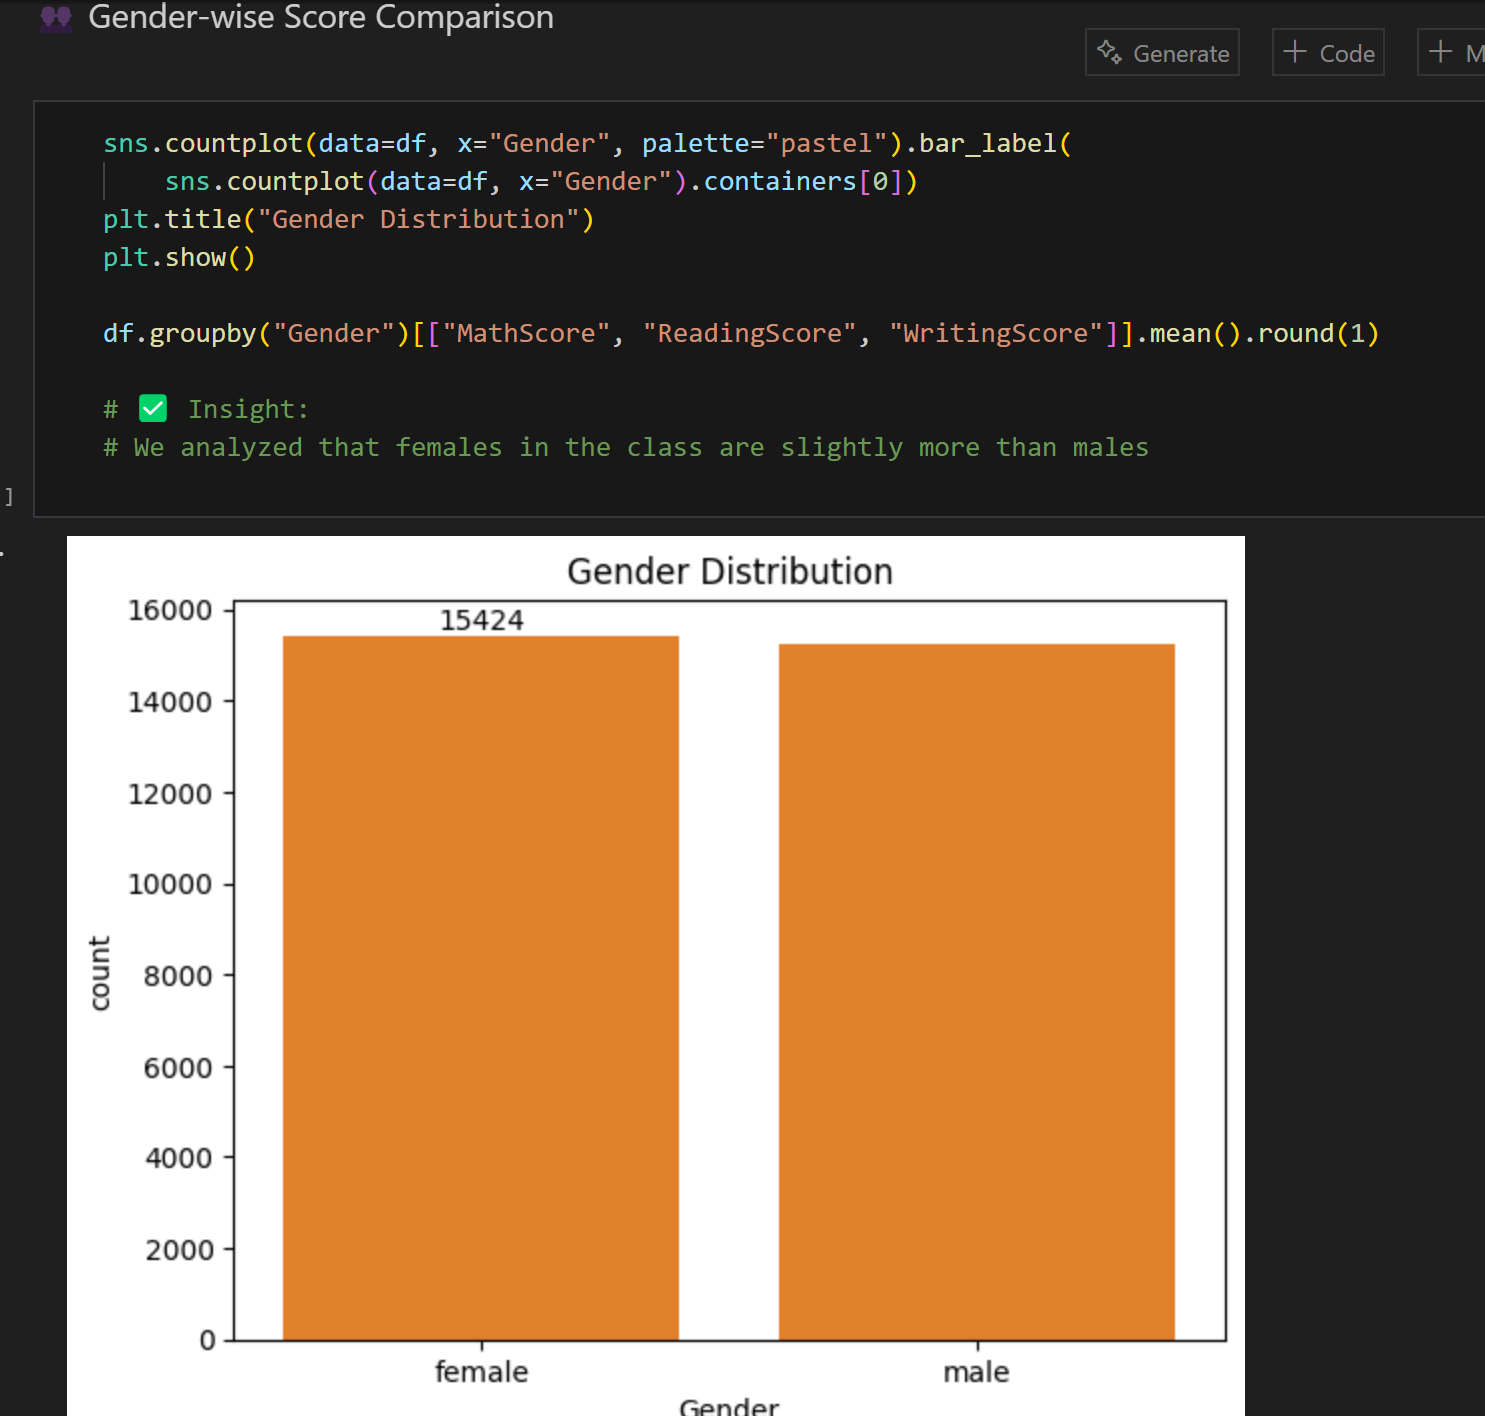 Gender-wise Score Comparison
Generate
+ Code
+ M
sns.countplot(data=df, x="Gender", palette="pastel").bar_label(
sns.countplot(data=df, x="Gender").containers[0])
plt.title("Gender Distribution")
plt.show()
df.groupby("Gender")[["MathScore", "ReadingScore", "WritingScore"]].mean().round(1)
# ✅ Insight:
# We analyzed that females in the class are slightly more than males
]
Gender Distribution
16000
15424
14000
12000
10000
8000
6000
4000
2000
0
count
female
male
Gender